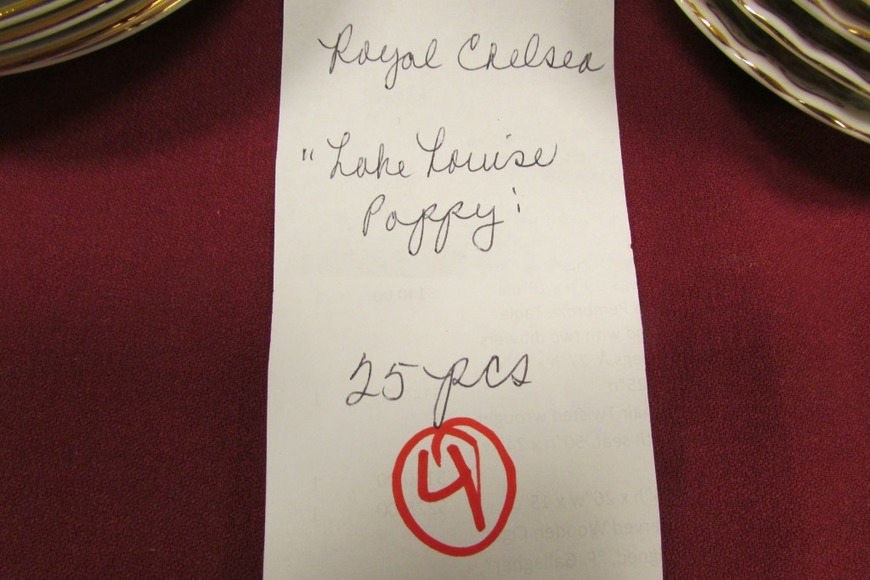 Royal Chelsea
"Lake Louise
Poppy"
25 pcs
4